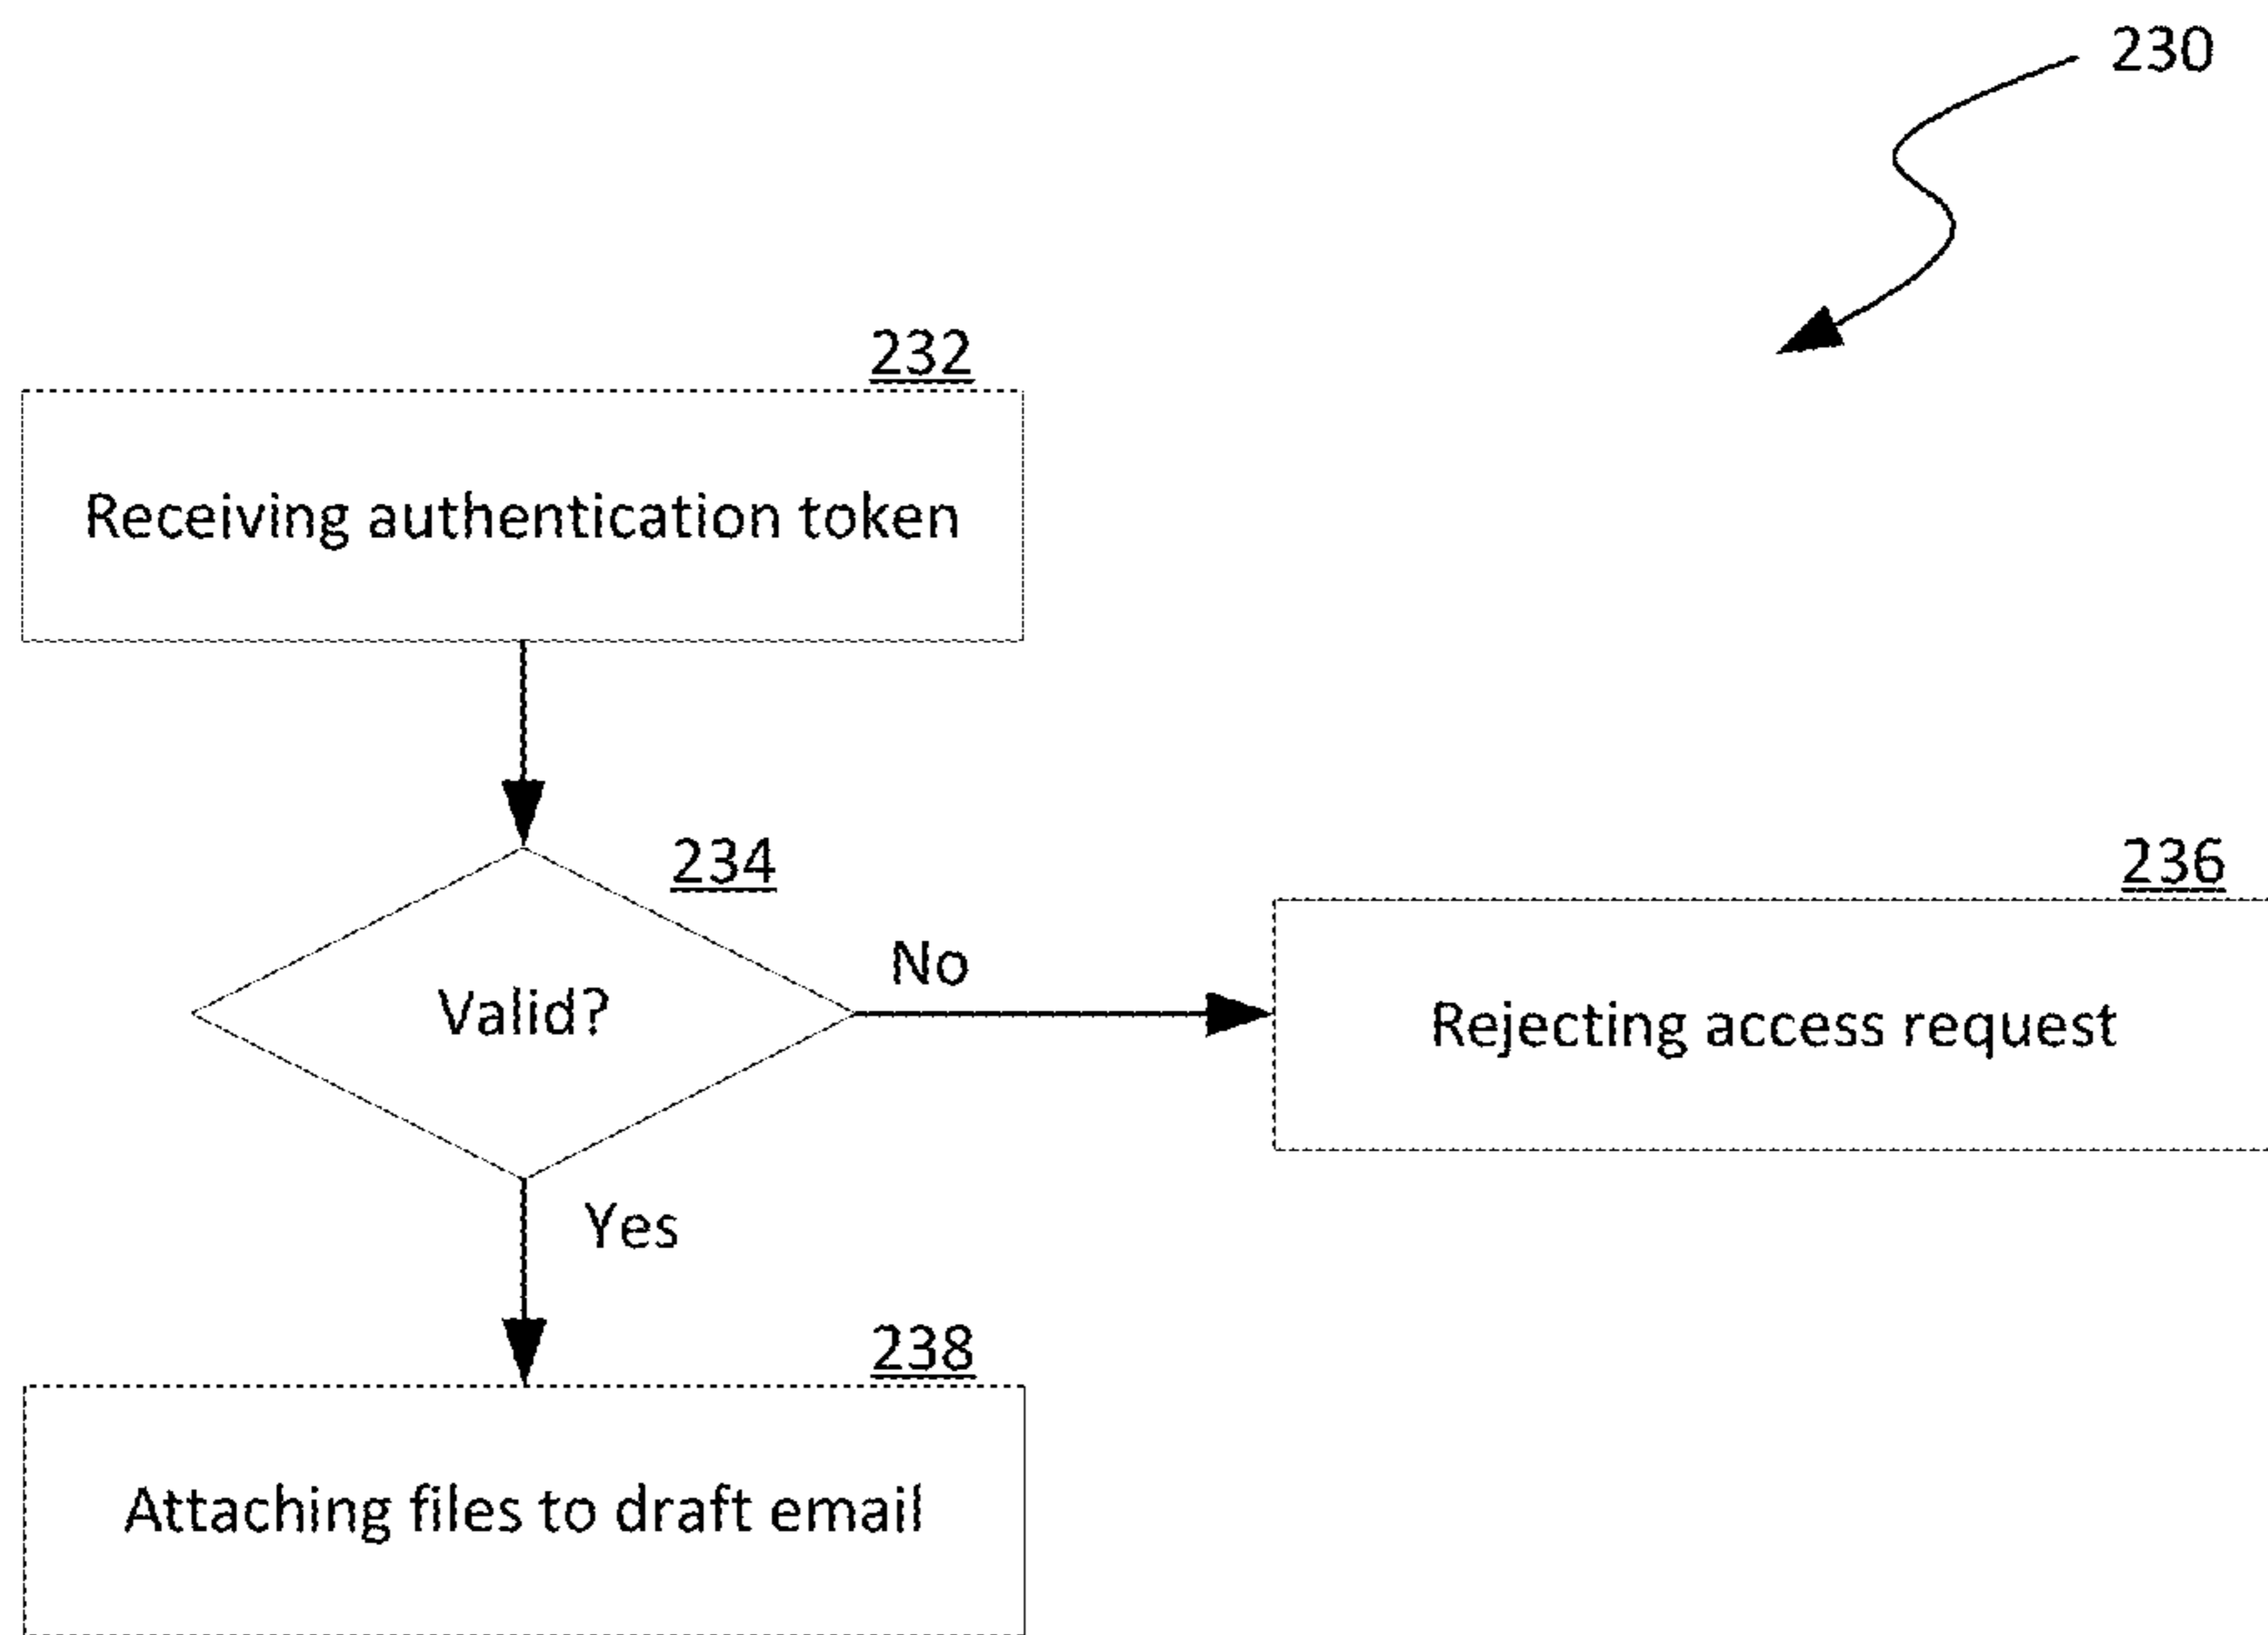 230
232
Receiving authentication token
234
Valid?
No
236
Rejecting access request
Yes
238
Attaching files to draft email